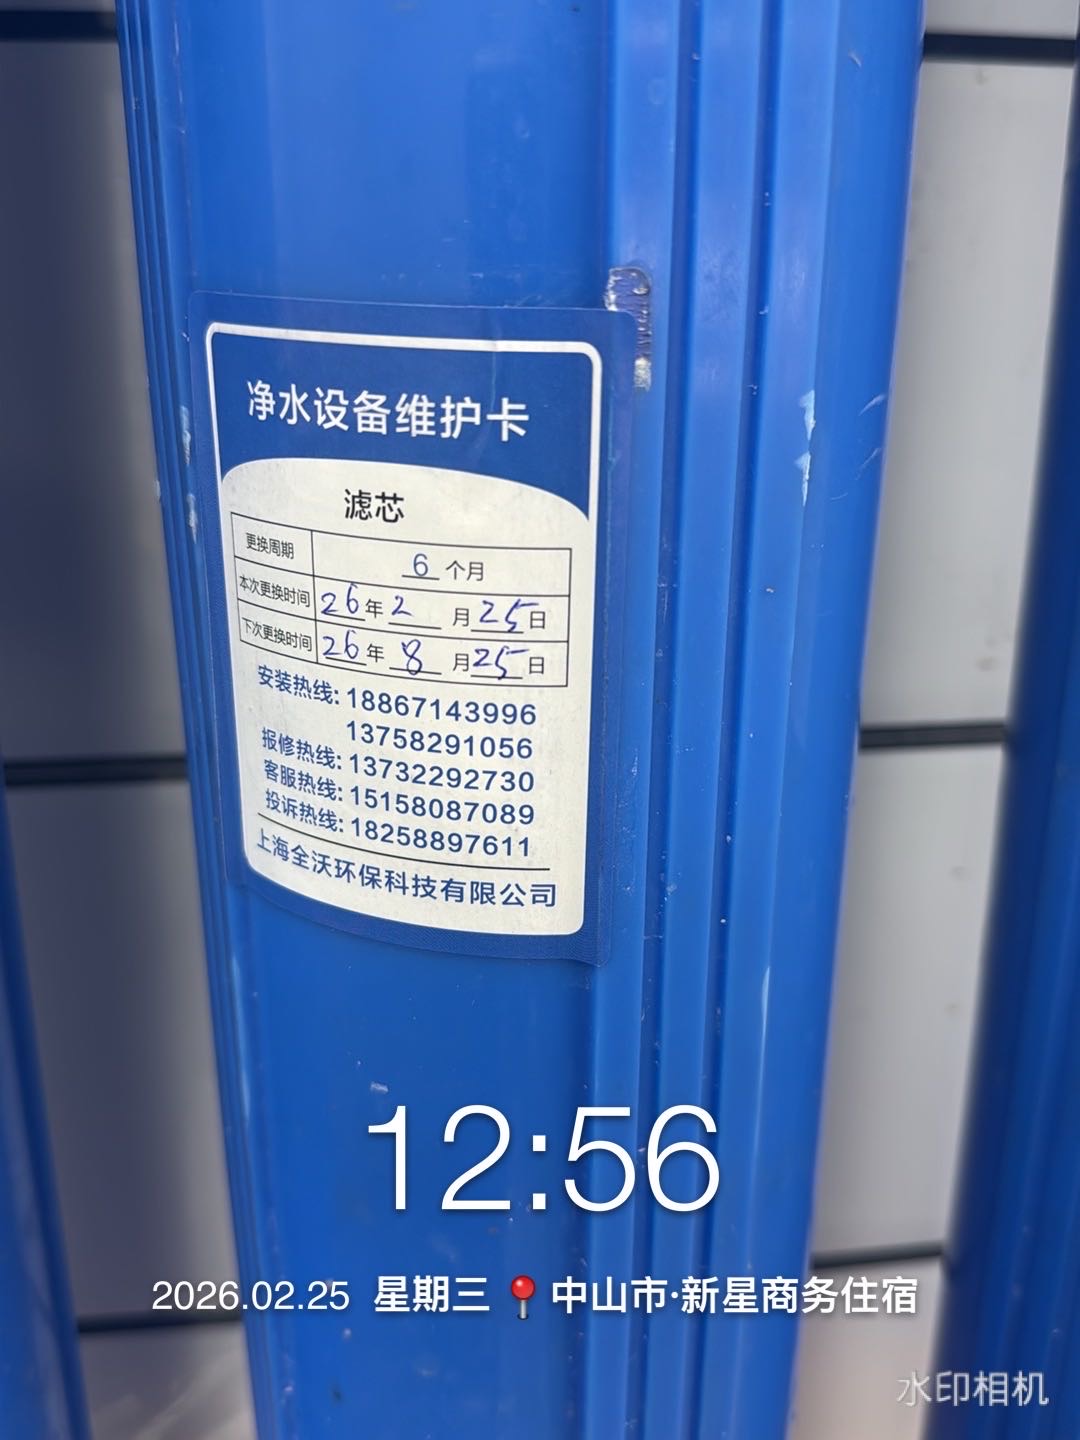 净水设备维护卡
滤芯
更换周期 6 个月
本次更换时间 26年 2 月 25日
下次更换时间 26年 8 月 25日
安装热线: 18867143996
13758291056
报修热线: 13732292730
客服热线: 15158087089
投诉热线: 18258897611
上海全沃环保科技有限公司
12:56
2026.02.25 星期三 📍 中山市·新星商务住宿
水印相机